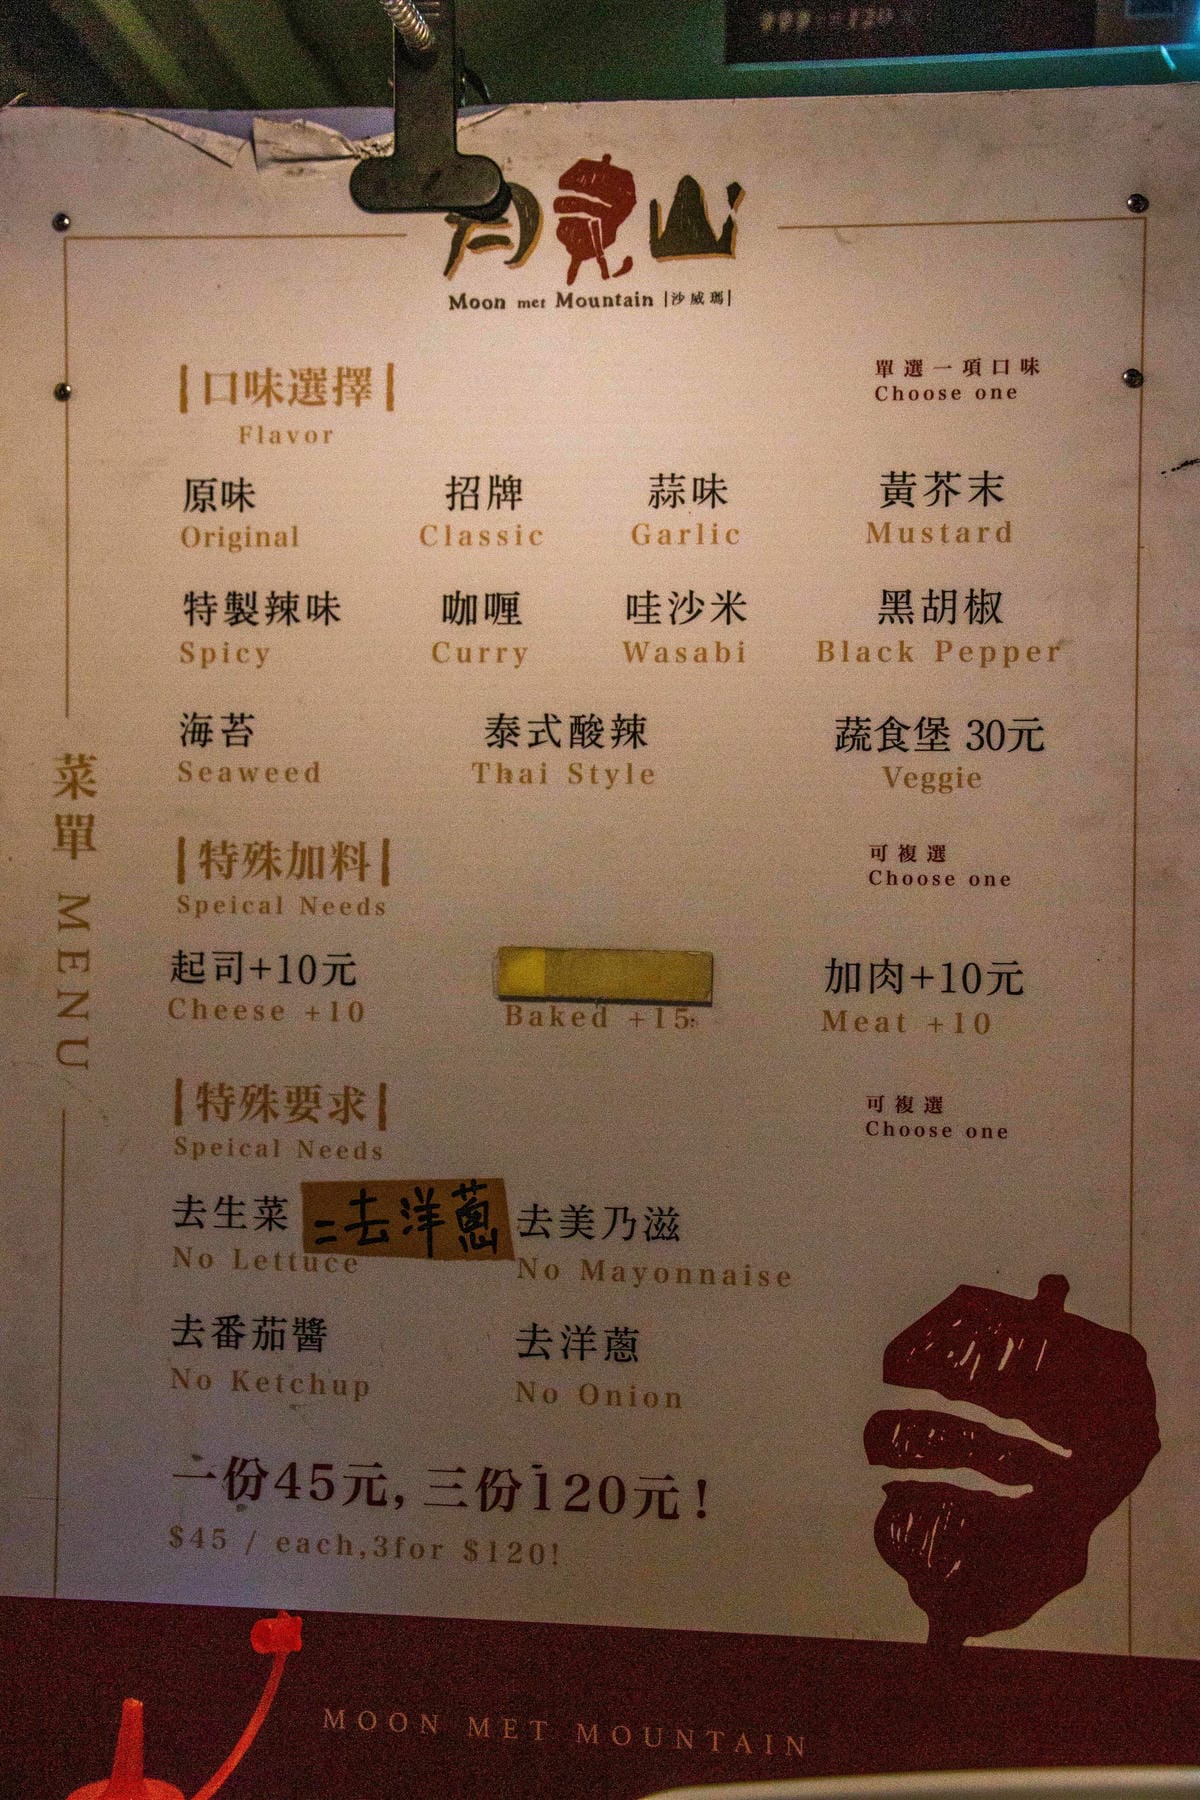 月見山
Moon met Mountain |沙威瑪|
|口味選擇|
Flavor
單選一項口味
Choose one
原味 招牌 蒜味 黃芥末
Original Classic Garlic Mustard
特製辣味 咖喱 哇沙米 黑胡椒
Spicy Curry Wasabi Black Pepper
海苔 泰式酸辣 蔬食堡 30元
Seaweed Thai Style Veggie
菜單 MENU
|特殊加料|
Speical Needs
可複選
Choose one
起司+10元 加肉+10元
Cheese +10 Baked +15 Meat +10
|特殊要求|
Speical Needs
可複選
Choose one
去生菜 =去洋蔥 去美乃滋
No Lettuce No Mayonnaise
去番茄醬 去洋蔥
No Ketchup No Onion
一份45元, 三份120元!
$45 / each,3for $120!
MOON MET MOUNTAIN